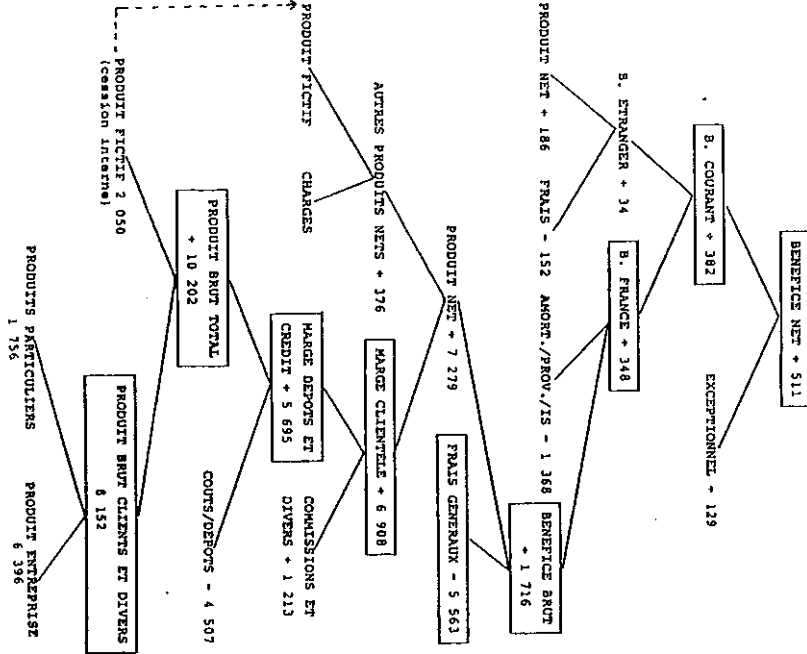 BENEFICE NET + 511
B. COURANT + 382
EXCEPTIONNEL + 129
B. ETRANGER + 34
B. FRANCE + 348
PRODUIT NET + 186
FRAIS - 152
AMORT./PROV./IS - 1 368
BENEFICE BRUT
+ 1 716
PRODUIT NET + 7 279
FRAIS GENERAUX - 5 563
AUTRES PRODUITS NETS + 376
MARGE CLIENTELE + 6 908
PRODUIT FICTIF
CHARGES
MARGE DEPOTS ET
CREDIT + 5 695
COMMISSIONS ET
DIVERS + 1 213
PRODUIT BRUT TOTAL
+ 10 202
COUTS/DEPOTS - 4 507
PRODUIT FICTIF 2 050
(cession interne)
PRODUIT BRUT CLIENTS ET DIVERS
8 152
PRODUITS PARTICULIERS
1 756
PRODUIT ENTREPRISE
6 396